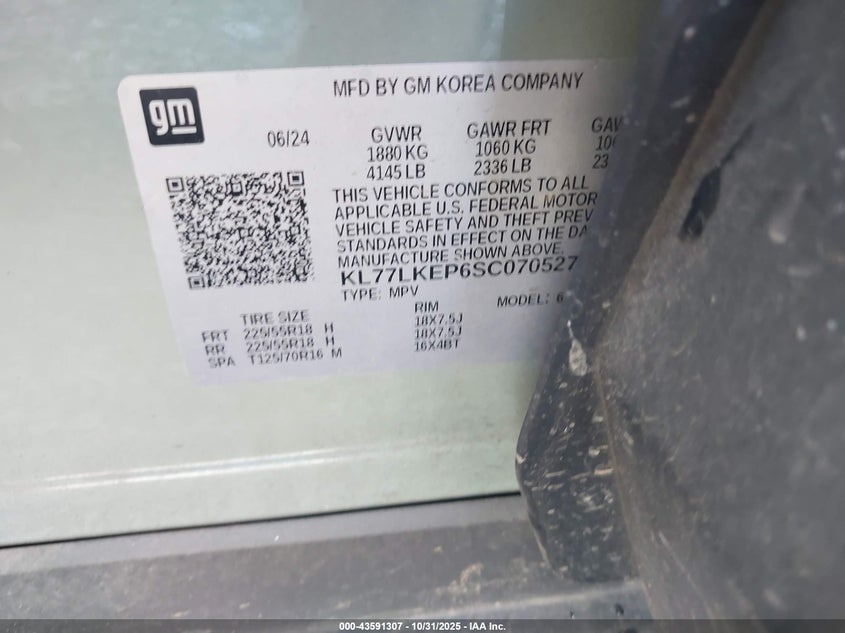 gm
MFD BY GM KOREA COMPANY
06/24 GVWR GAWR FRT
1880 KG 1060 KG
4145 LB 2336 LB
THIS VEHICLE CONFORMS TO ALL
APPLICABLE U.S. FEDERAL MOTOR
VEHICLE SAFETY AND THEFT PREV
STANDARDS IN EFFECT ON THE DA
MANUFACTURE SHOWN ABOVE.
KL77LKEP6SC070527
TYPE: MPV MODEL: 6
TIRE SIZE RIM
FRT 225/55R18 H 18X7.5J
RR 225/55R18 H 18X7.5J
SPA T125/70R16 M 16X4BT
000-43591307 - 10/31/2025 - IAA Inc.